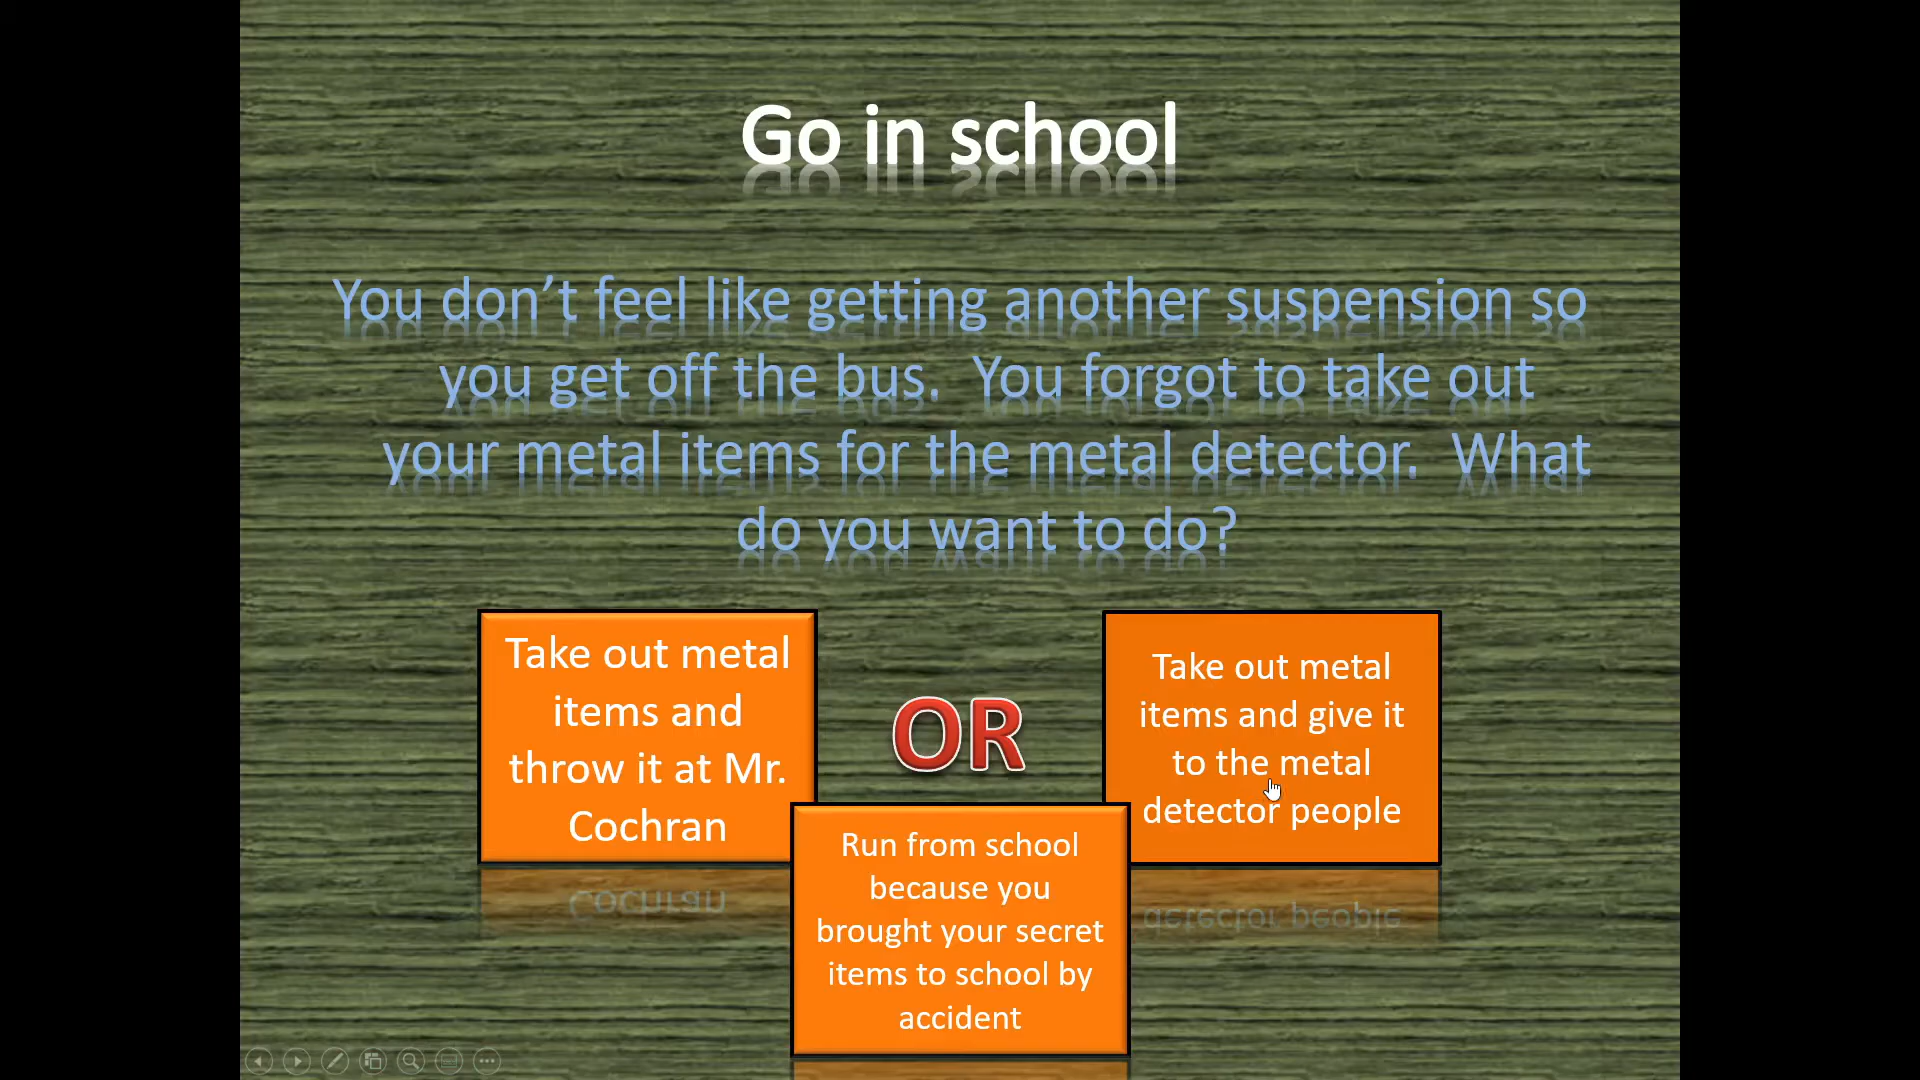 Go in school
You don’t feel like getting another suspension so
you get off the bus.  You forgot to take out
your metal items for the metal detector.  What
do you want to do?
Take out metal
items and
throw it at Mr.
Cochran
OR
Take out metal
items and give it
to the metal
detector people
Run from school
because you
brought your secret
items to school by
accident